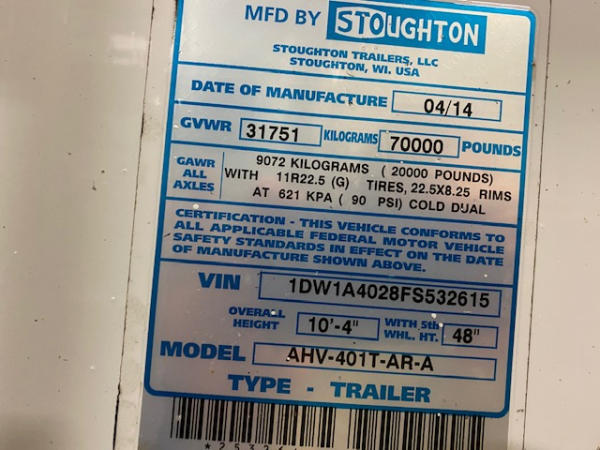 MFD BY STOUGHTON
STOUGHTON TRAILERS, LLC
STOUGHTON, WI. USA
DATE OF MANUFACTURE 04/14
GVWR 31751 KILOGRAMS 70000 POUNDS
GAWR ALL AXLES
9072 KILOGRAMS ( 20000 POUNDS)
WITH 11R22.5 (G) TIRES, 22.5X8.25 RIMS
AT 621 KPA ( 90 PSI) COLD DUAL
CERTIFICATION - THIS VEHICLE CONFORMS TO
ALL APPLICABLE FEDERAL MOTOR VEHICLE
SAFETY STANDARDS IN EFFECT ON THE DATE
OF MANUFACTURE SHOWN ABOVE.
VIN 1DW1A4028FS532615
OVERALL HEIGHT 10'-4" WITH 5th WHL. HT. 48"
MODEL AHV-401T-AR-A
TYPE - TRAILER